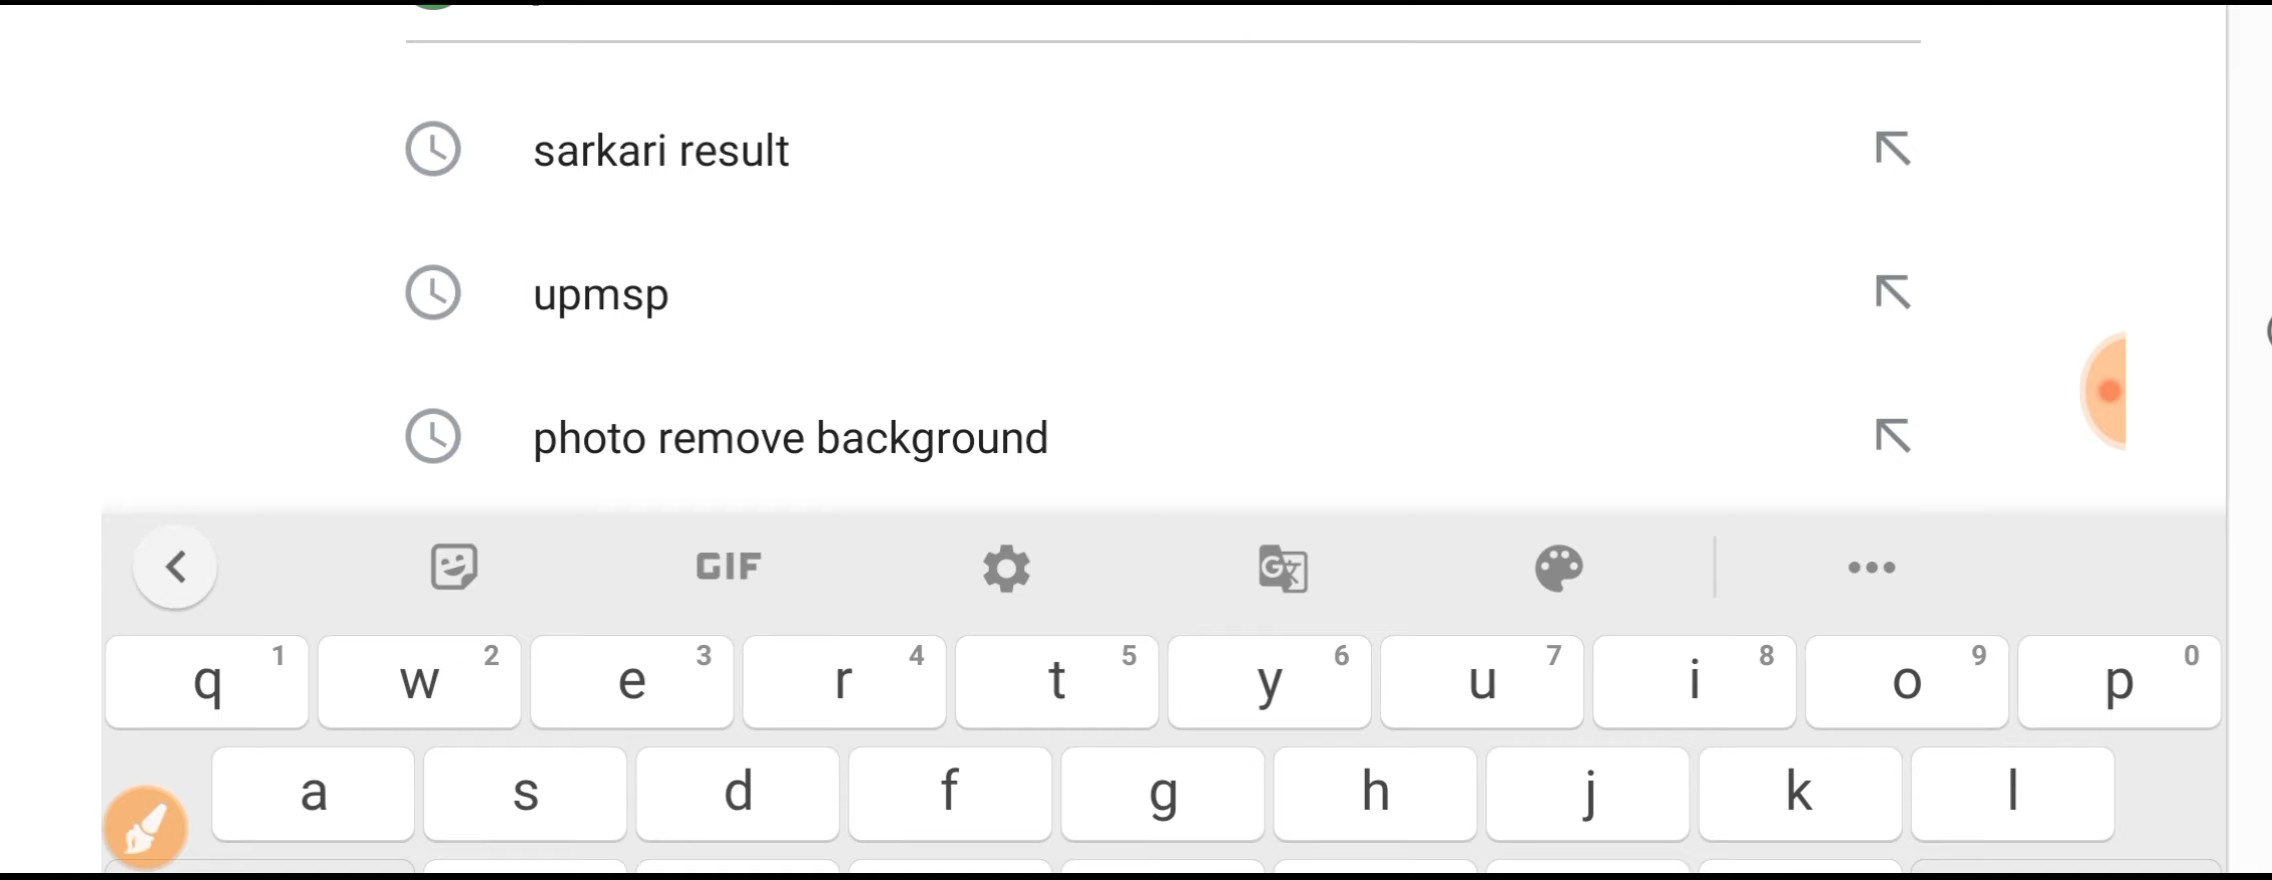 sarkari result
upmsp
photo remove background
GIF
q 1 w 2 e 3 r 4 t 5 y 6 u 7 i 8 o 9 p 0
a s d f g h j k l